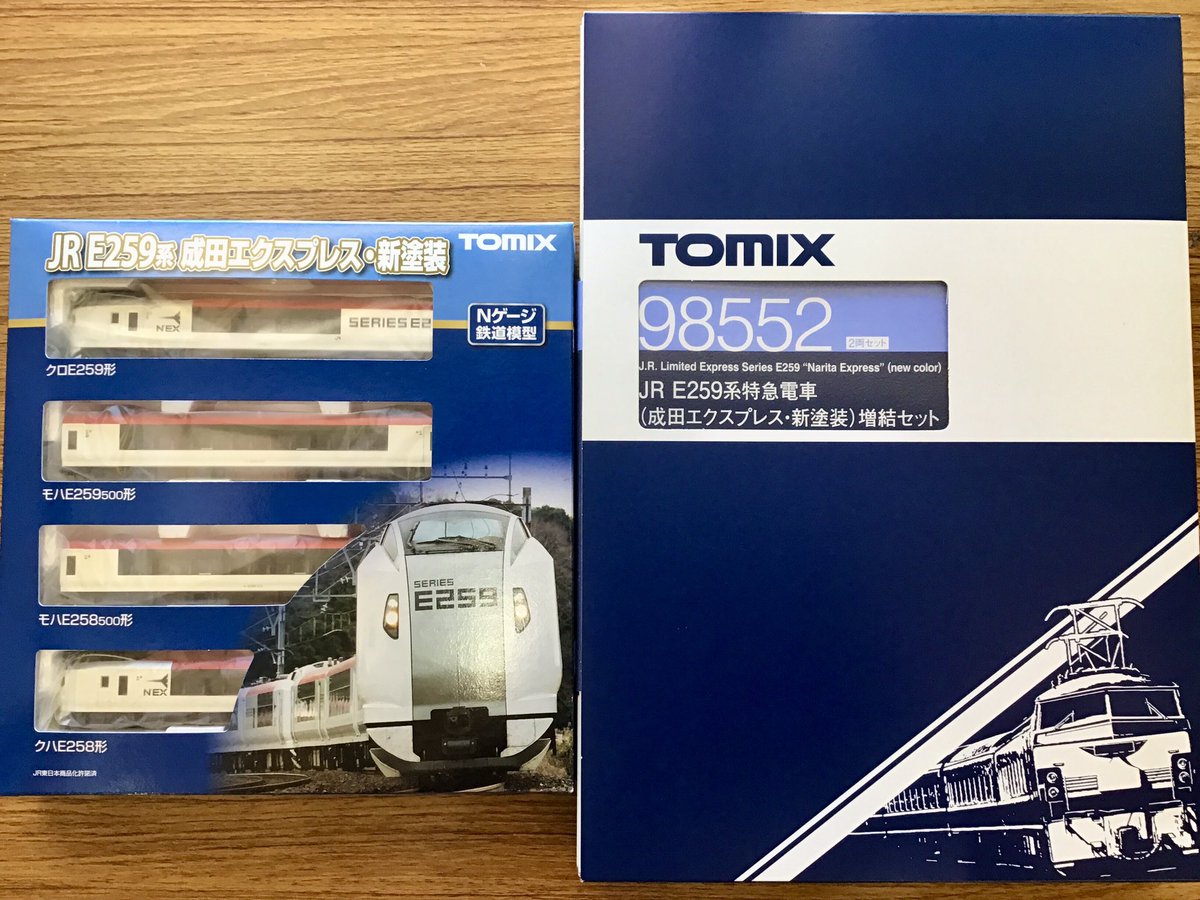 JR E259系 成田エクスプレス・新塗装
TOMIX
Nゲージ
鉄道模型
N'EX
SERIES E2
クロE259形
モハE259500形
モハE258500形
N'EX
クハE258形
SERIES
E259
JR東日本商品化許諾済
TOMIX
98552
2両セット
J.R. Limited Express Series E259 “Narita Express” (new color)
JR E259系特急電車
(成田エクスプレス・新塗装)増結セット